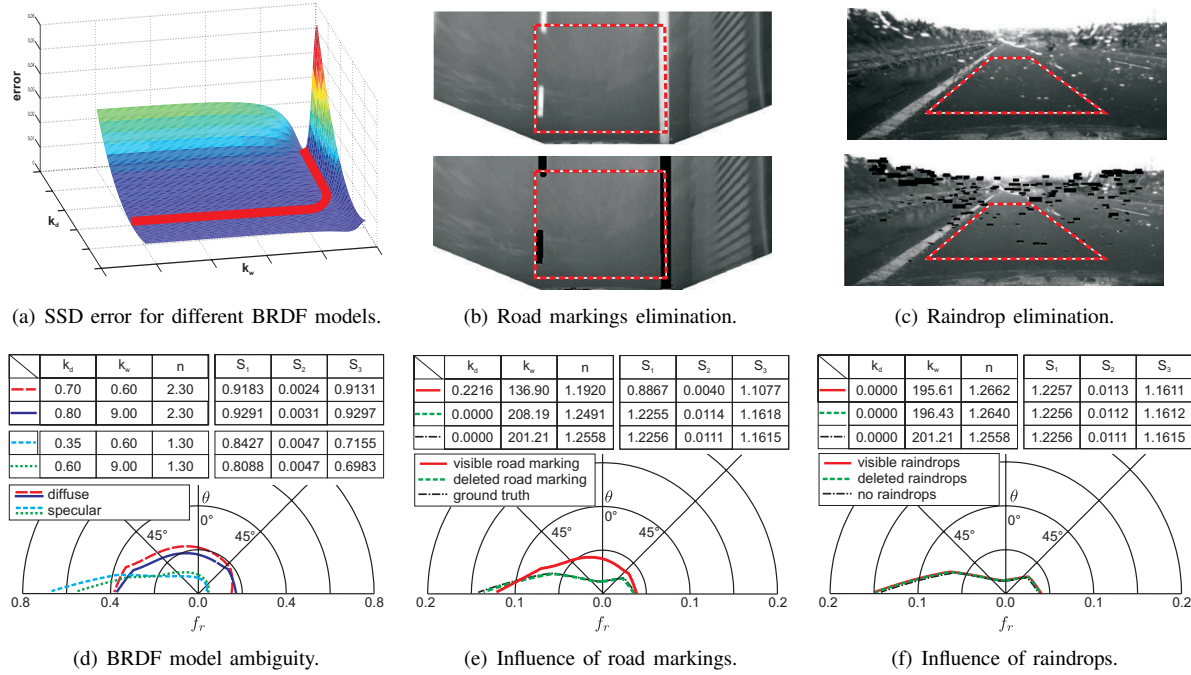 error
k_d
k_w
(a) SSD error for different BRDF models.
(b) Road markings elimination.
(c) Raindrop elimination.
k_d k_w n S_1 S_2 S_3
0.70 0.60 2.30 0.9183 0.0024 0.9131
0.80 9.00 2.30 0.9291 0.0031 0.9297
0.35 0.60 1.30 0.8427 0.0047 0.7155
0.60 9.00 1.30 0.8088 0.0047 0.6983
diffuse
specular
θ
0°
45° 45°
0.8 0.4 0.0 0.4 0.8
f_r
(d) BRDF model ambiguity.
k_d k_w n S_1 S_2 S_3
0.2216 136.90 1.1920 0.8867 0.0040 1.1077
0.0000 208.19 1.2491 1.2255 0.0114 1.1618
0.0000 201.21 1.2558 1.2256 0.0111 1.1615
visible road marking
deleted road marking
ground truth
θ
0°
45° 45°
0.2 0.1 0.0 0.1 0.2
f_r
(e) Influence of road markings.
k_d k_w n S_1 S_2 S_3
0.0000 195.61 1.2662 1.2257 0.0113 1.1611
0.0000 196.43 1.2640 1.2256 0.0112 1.1612
0.0000 201.21 1.2558 1.2256 0.0111 1.1615
visible raindrops
deleted raindrops
no raindrops
θ
0°
45° 45°
0.2 0.1 0.0 0.1 0.2
f_r
(f) Influence of raindrops.